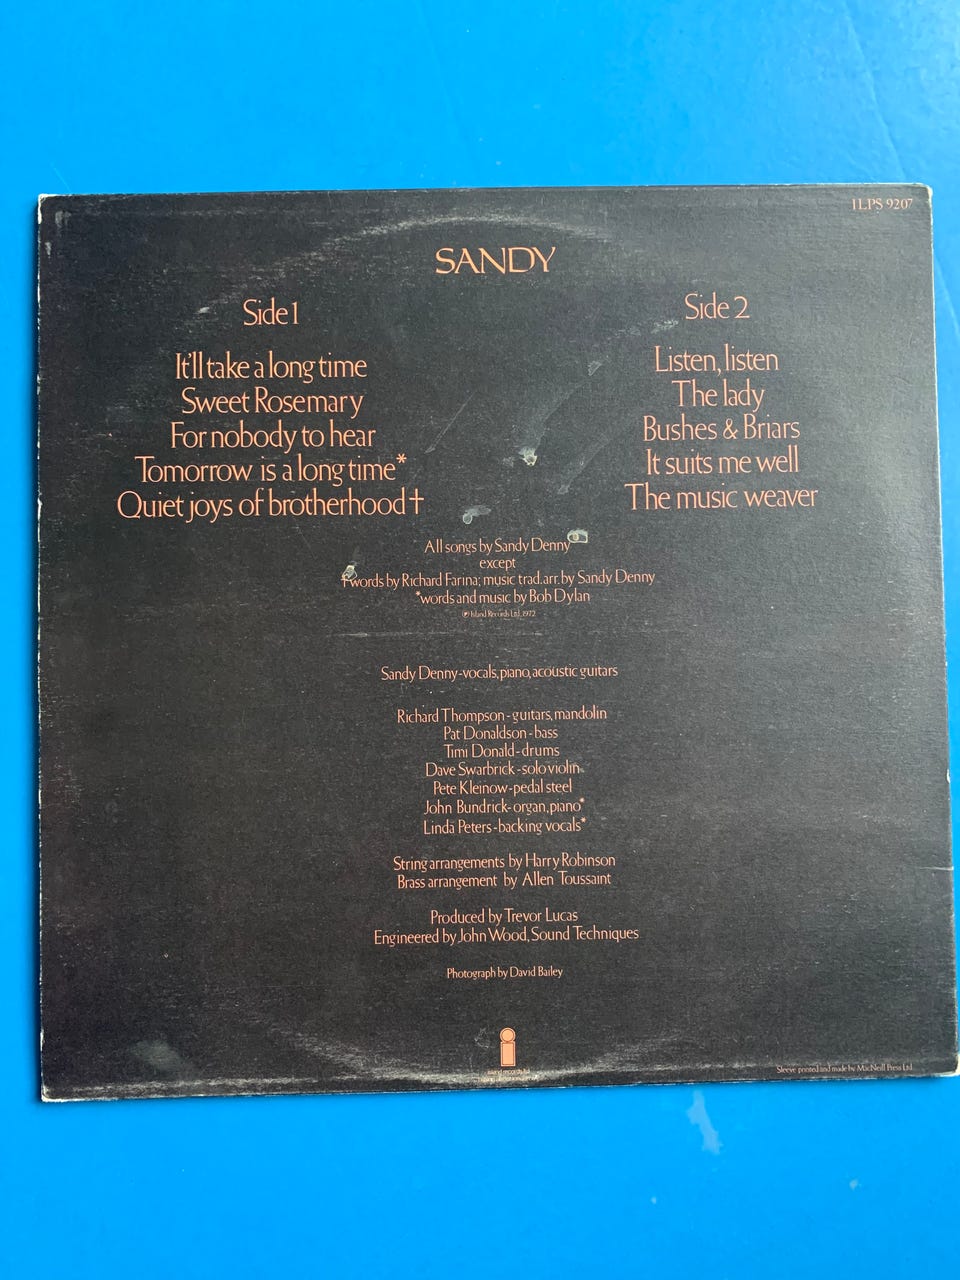 ILPS 9207
SANDY
Side 1
It'll take a long time
Sweet Rosemary
For nobody to hear
Tomorrow is a long time*
Quiet joys of brotherhood†
Side 2
Listen, listen
The lady
Bushes & Briars
It suits me well
The music weaver
All songs by Sandy Denny
except
†words by Richard Farina; music trad.arr. by Sandy Denny
*words and music by Bob Dylan
℗ Island Records Ltd. 1972
Sandy Denny-vocals, piano, acoustic guitars
Richard Thompson - guitars, mandolin
Pat Donaldson - bass
Timi Donald - drums
Dave Swarbrick - solo violin
Pete Kleinow - pedal steel
John Bundrick - organ, piano*
Linda Peters - backing vocals*
String arrangements by Harry Robinson
Brass arrangement by Allen Toussaint
Produced by Trevor Lucas
Engineered by John Wood, Sound Techniques
Photograph by David Bailey
island records ltd
Sleeve printed and made by MacNeill Press Ltd.